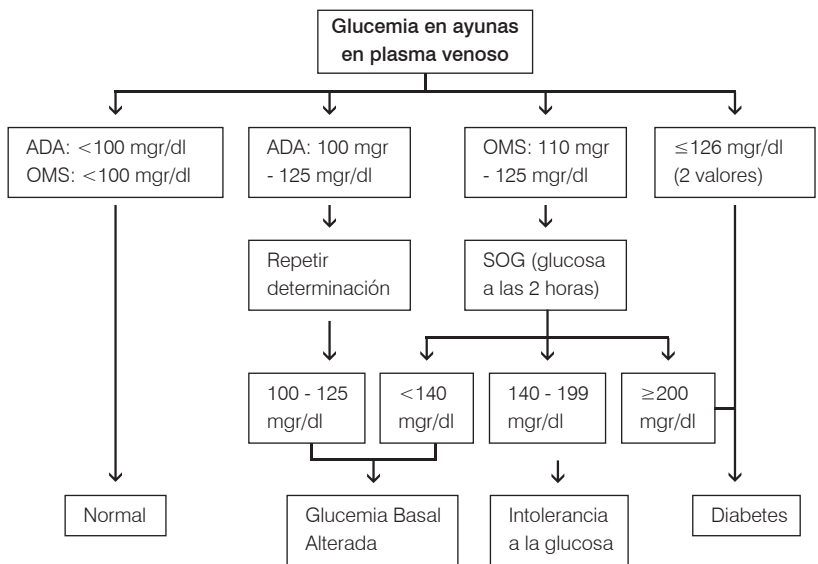 Glucemia en ayunas
en plasma venoso
ADA: <100 mgr/dl
OMS: <100 mgr/dl
ADA: 100 mgr
- 125 mgr/dl
OMS: 110 mgr
- 125 mgr/dl
≤126 mgr/dl
(2 valores)
Repetir
determinación
SOG (glucosa
a las 2 horas)
100 - 125
mgr/dl
<140
mgr/dl
140 - 199
mgr/dl
≥200
mgr/dl
Normal
Glucemia Basal
Alterada
Intolerancia
a la glucosa
Diabetes